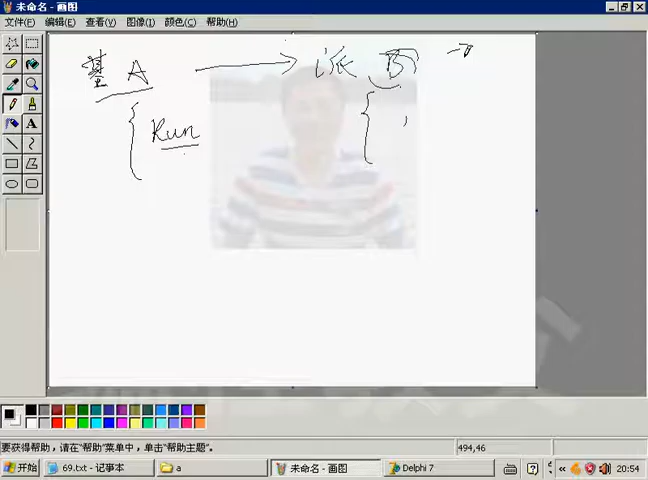 未命名 - 画图
文件(F) 编辑(E) 查看(V) 图像(I) 颜色(C) 帮助(H)
基 A → 派 B →
{ Run {
要获得帮助，请在“帮助”菜单中，单击“帮助主题”。 494,46
开始 69.txt - 记事本 a 未命名 - 画图 Delphi 7 « 20:54